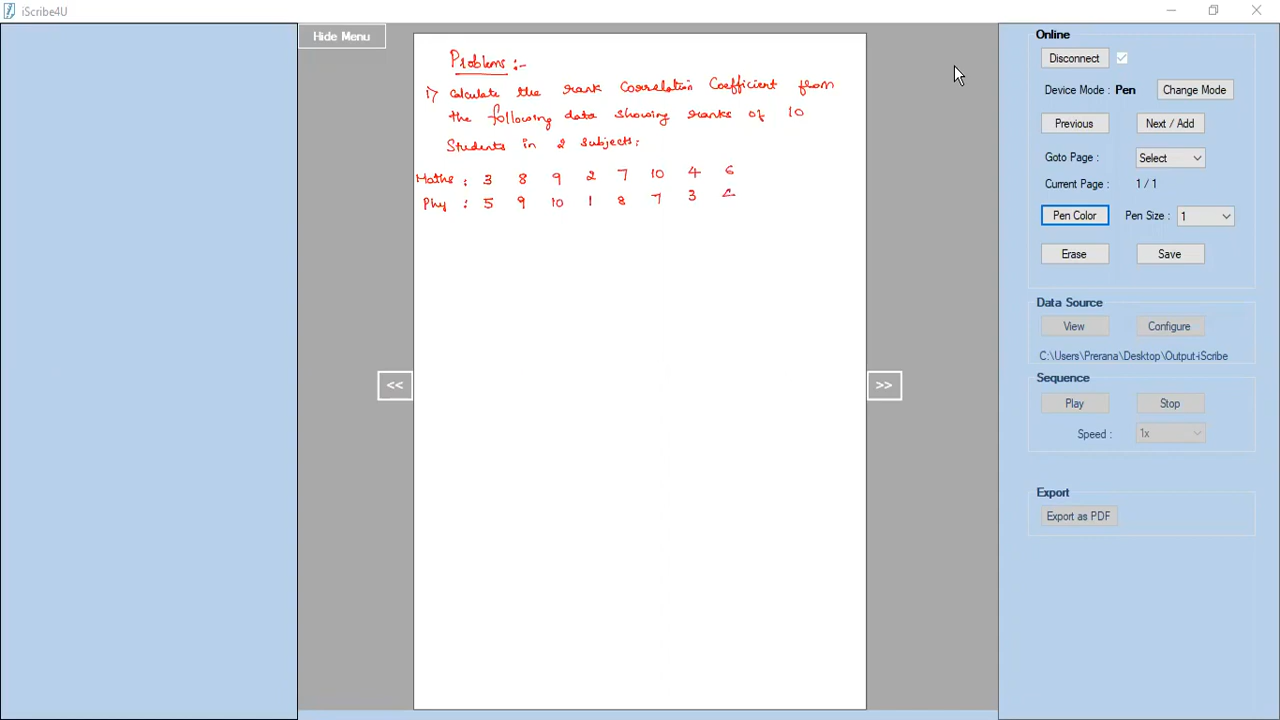 iScribe4U
Hide Menu
Problems :-
1) Calculate the rank Correlation Coefficient from
the following data showing ranks of 10
Students in 2 subjects:
Maths : 3 8 9 2 7 10 4 6
Phy : 5 9 10 1 8 7 3
<<
>>
Online
Disconnect
Device Mode : Pen Change Mode
Previous Next / Add
Goto Page : Select
Current Page : 1 / 1
Pen Color Pen Size : 1
Erase Save
Data Source
View Configure
C:\Users\Prerana\Desktop\Output-iScribe
Sequence
Play Stop
Speed : 1x
Export
Export as PDF